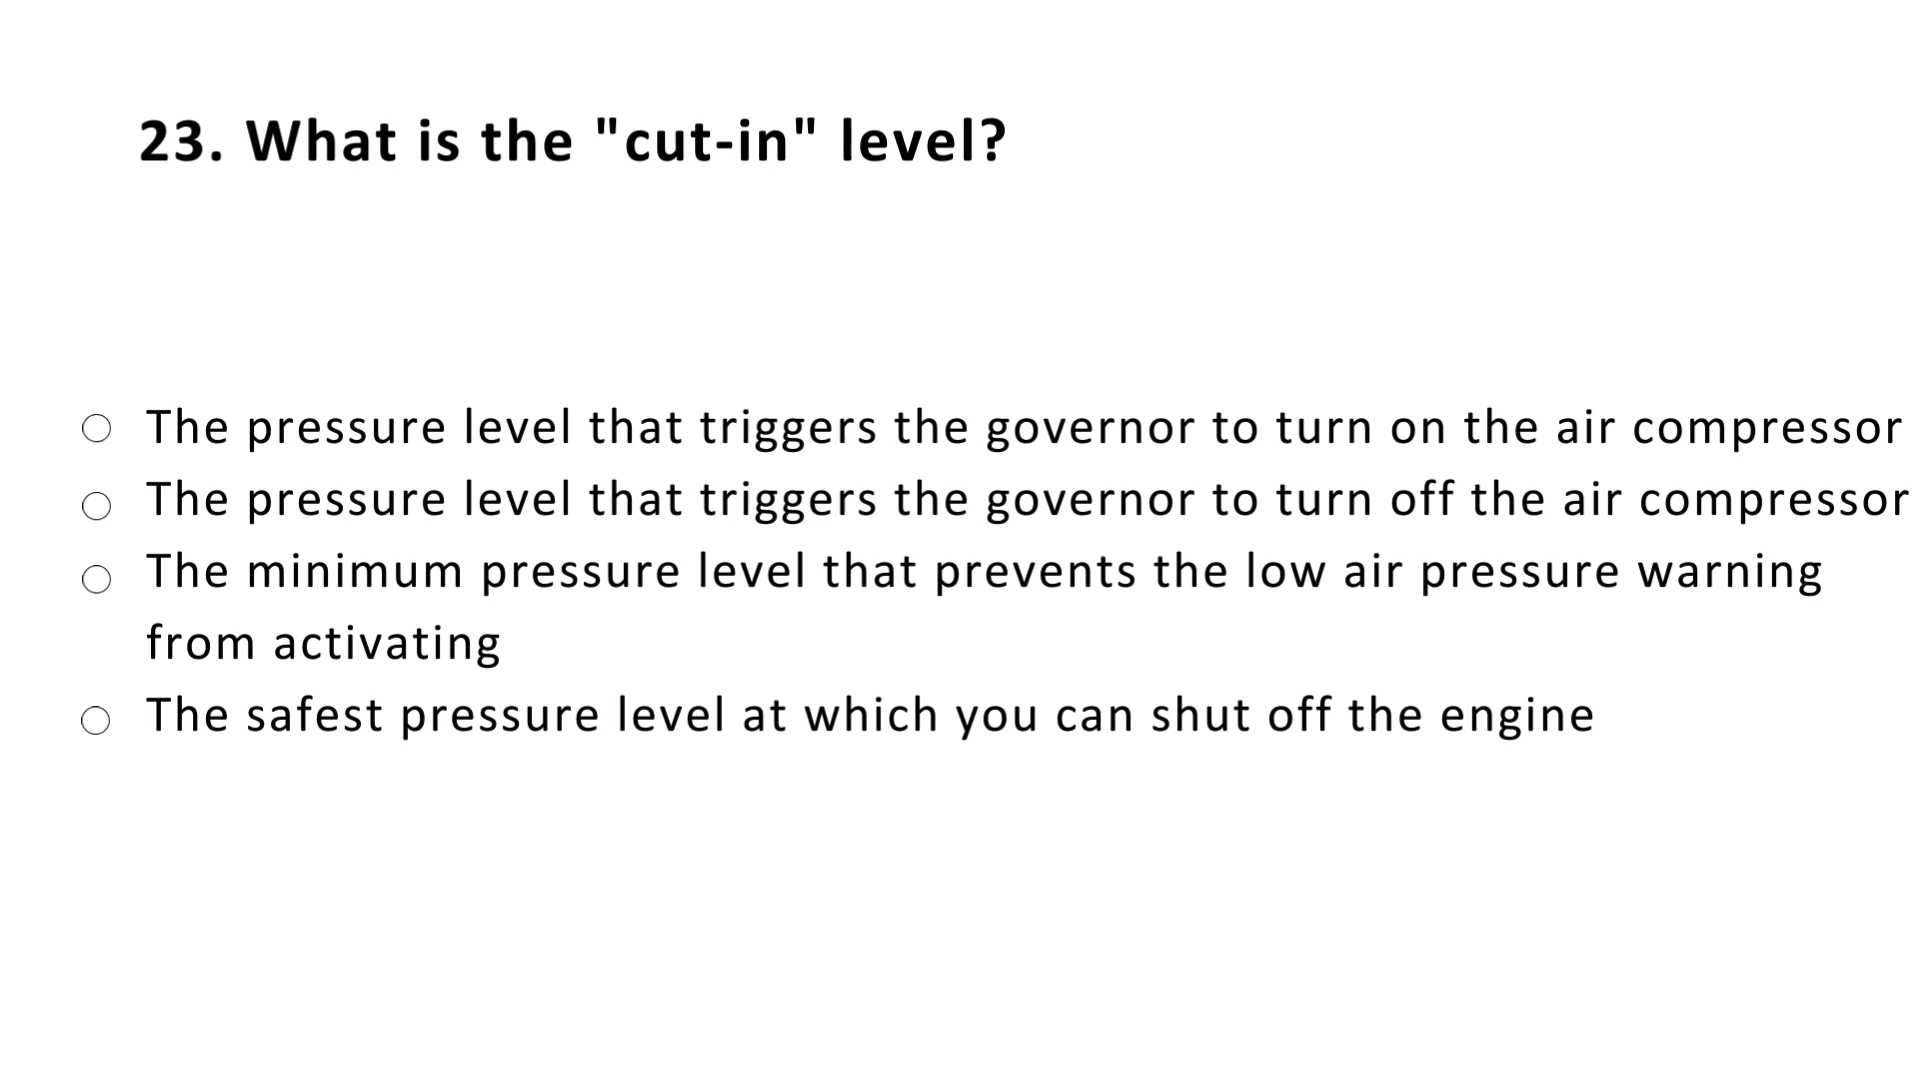 23. What is the "cut-in" level?
The pressure level that triggers the governor to turn on the air compressor
The pressure level that triggers the governor to turn off the air compressor
The minimum pressure level that prevents the low air pressure warning
from activating
The safest pressure level at which you can shut off the engine